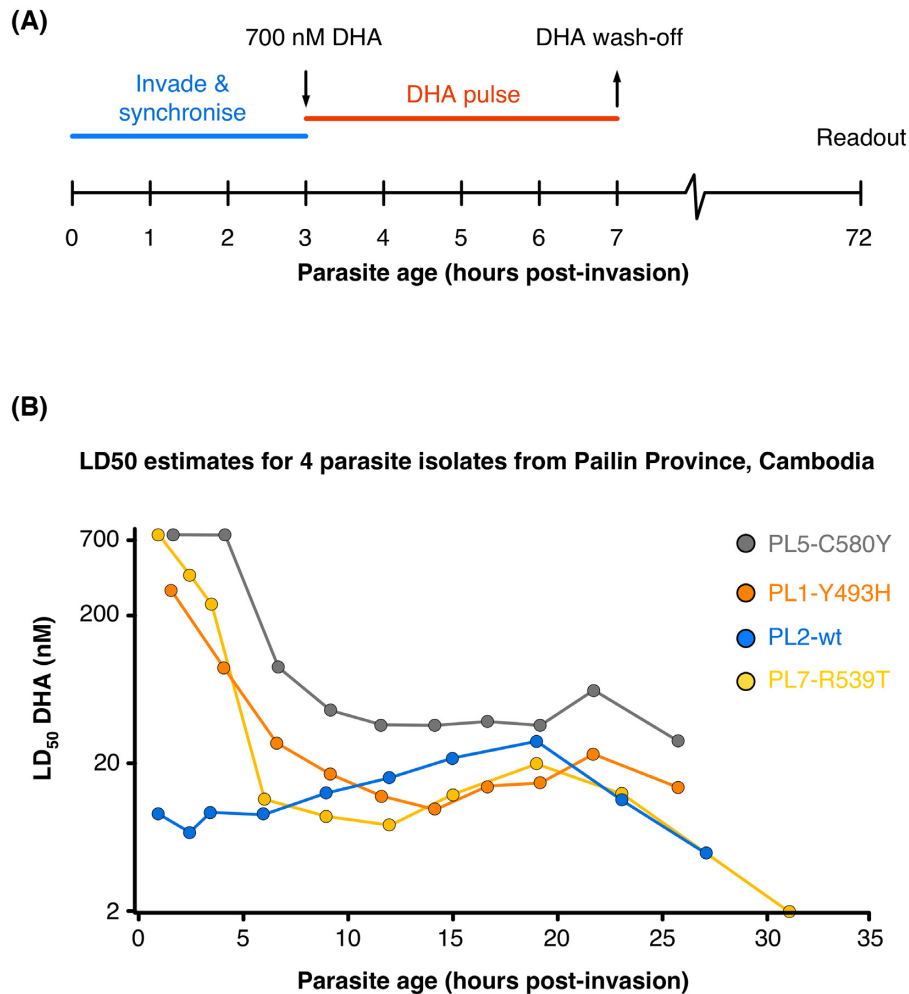 (A)
700 nM DHA
DHA wash-off
Invade &
synchronise
DHA pulse
Readout
0 1 2 3 4 5 6 7 72
Parasite age (hours post-invasion)
(B)
LD50 estimates for 4 parasite isolates from Pailin Province, Cambodia
700
200
20
2
LD50 DHA (nM)
PL5-C580Y
PL1-Y493H
PL2-wt
PL7-R539T
0 5 10 15 20 25 30 35
Parasite age (hours post-invasion)